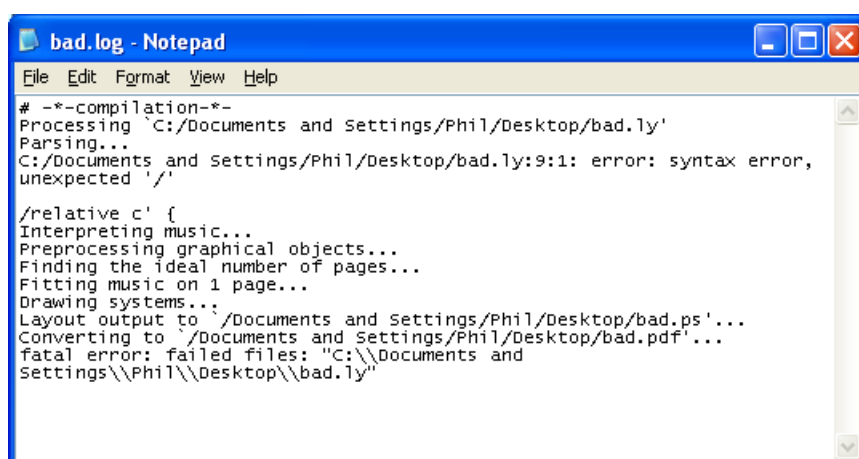 bad.log - Notepad
File Edit Format View Help
# -*-compilation-*-
Processing `C:/Documents and Settings/Phil/Desktop/bad.ly'
Parsing...
C:/Documents and Settings/Phil/Desktop/bad.ly:9:1: error: syntax error,
unexpected '/'

/relative c' {
Interpreting music...
Preprocessing graphical objects...
Finding the ideal number of pages...
Fitting music on 1 page...
Drawing systems...
Layout output to `/Documents and Settings/Phil/Desktop/bad.ps'...
Converting to `/Documents and Settings/Phil/Desktop/bad.pdf'...
fatal error: failed files: "C:\\Documents and
Settings\\Phil\\Desktop\\bad.ly"